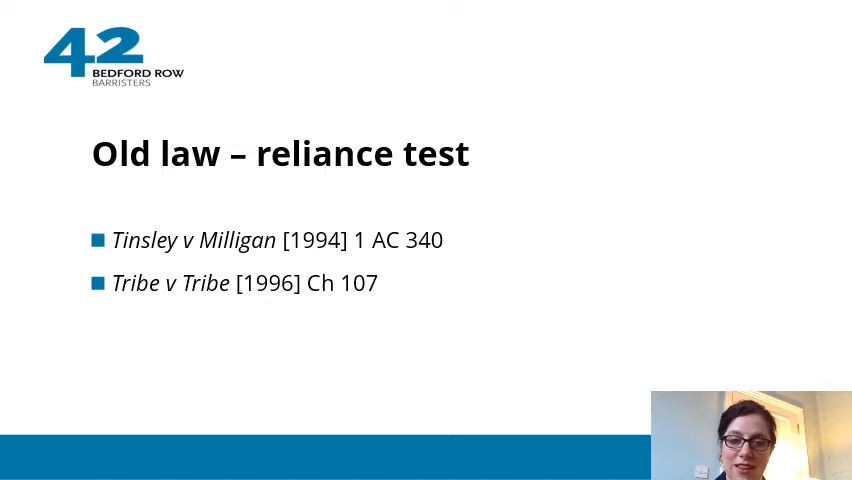 42
BEDFORD ROW
BARRISTERS
Old law – reliance test
Tinsley v Milligan [1994] 1 AC 340
Tribe v Tribe [1996] Ch 107